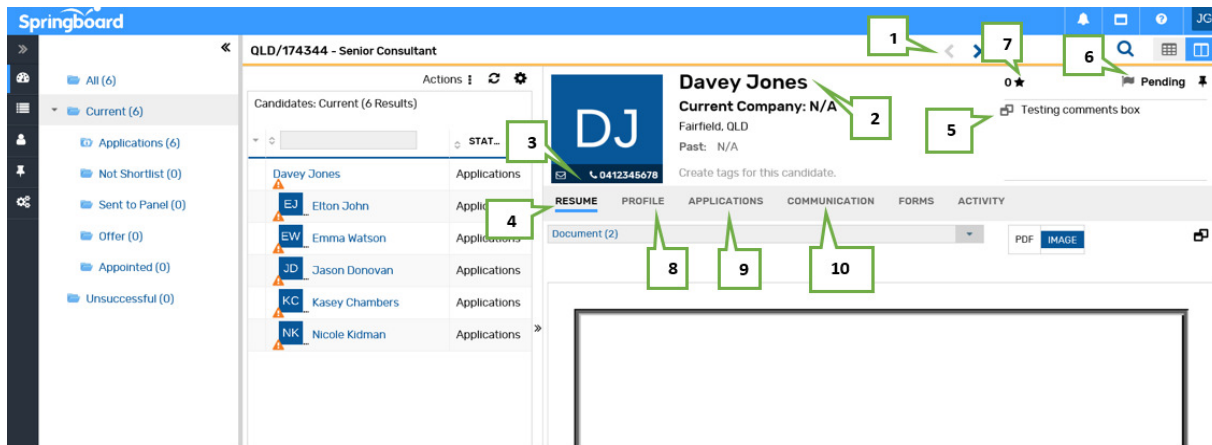 Springboard
JG
QLD/174344 - Senior Consultant
1
7
6
All (6)
Current (6)
Applications (6)
Not Shortlist (0)
Sent to Panel (0)
Offer (0)
Appointed (0)
Unsuccessful (0)
Actions
Candidates: Current (6 Results)
STAT...
3
Davey Jones Applications
EJ Elton John
4
EW Emma Watson Applications
JD Jason Donovan Applications
KC Kasey Chambers Applications
NK Nicole Kidman Applications
DJ
0412345678
Davey Jones
Current Company: N/A
2
Fairfield, QLD
Past: N/A
Create tags for this candidate.
0
Pending
5
Testing comments box
RESUME PROFILE APPLICATIONS COMMUNICATION FORMS ACTIVITY
Document (2)
PDF IMAGE
8 9 10